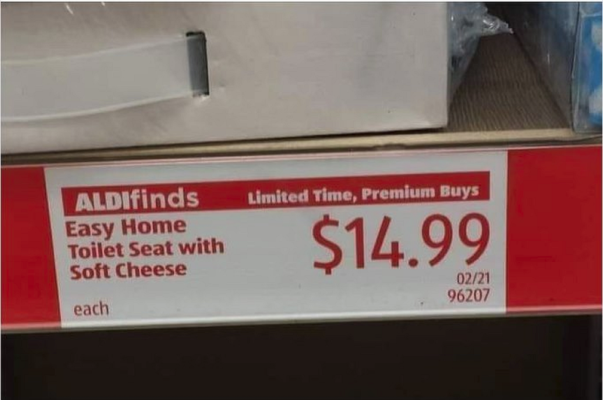 ALDIfinds Limited Time, Premium Buys
Easy Home
Toilet Seat with
Soft Cheese
$14.99
02/21
96207
each